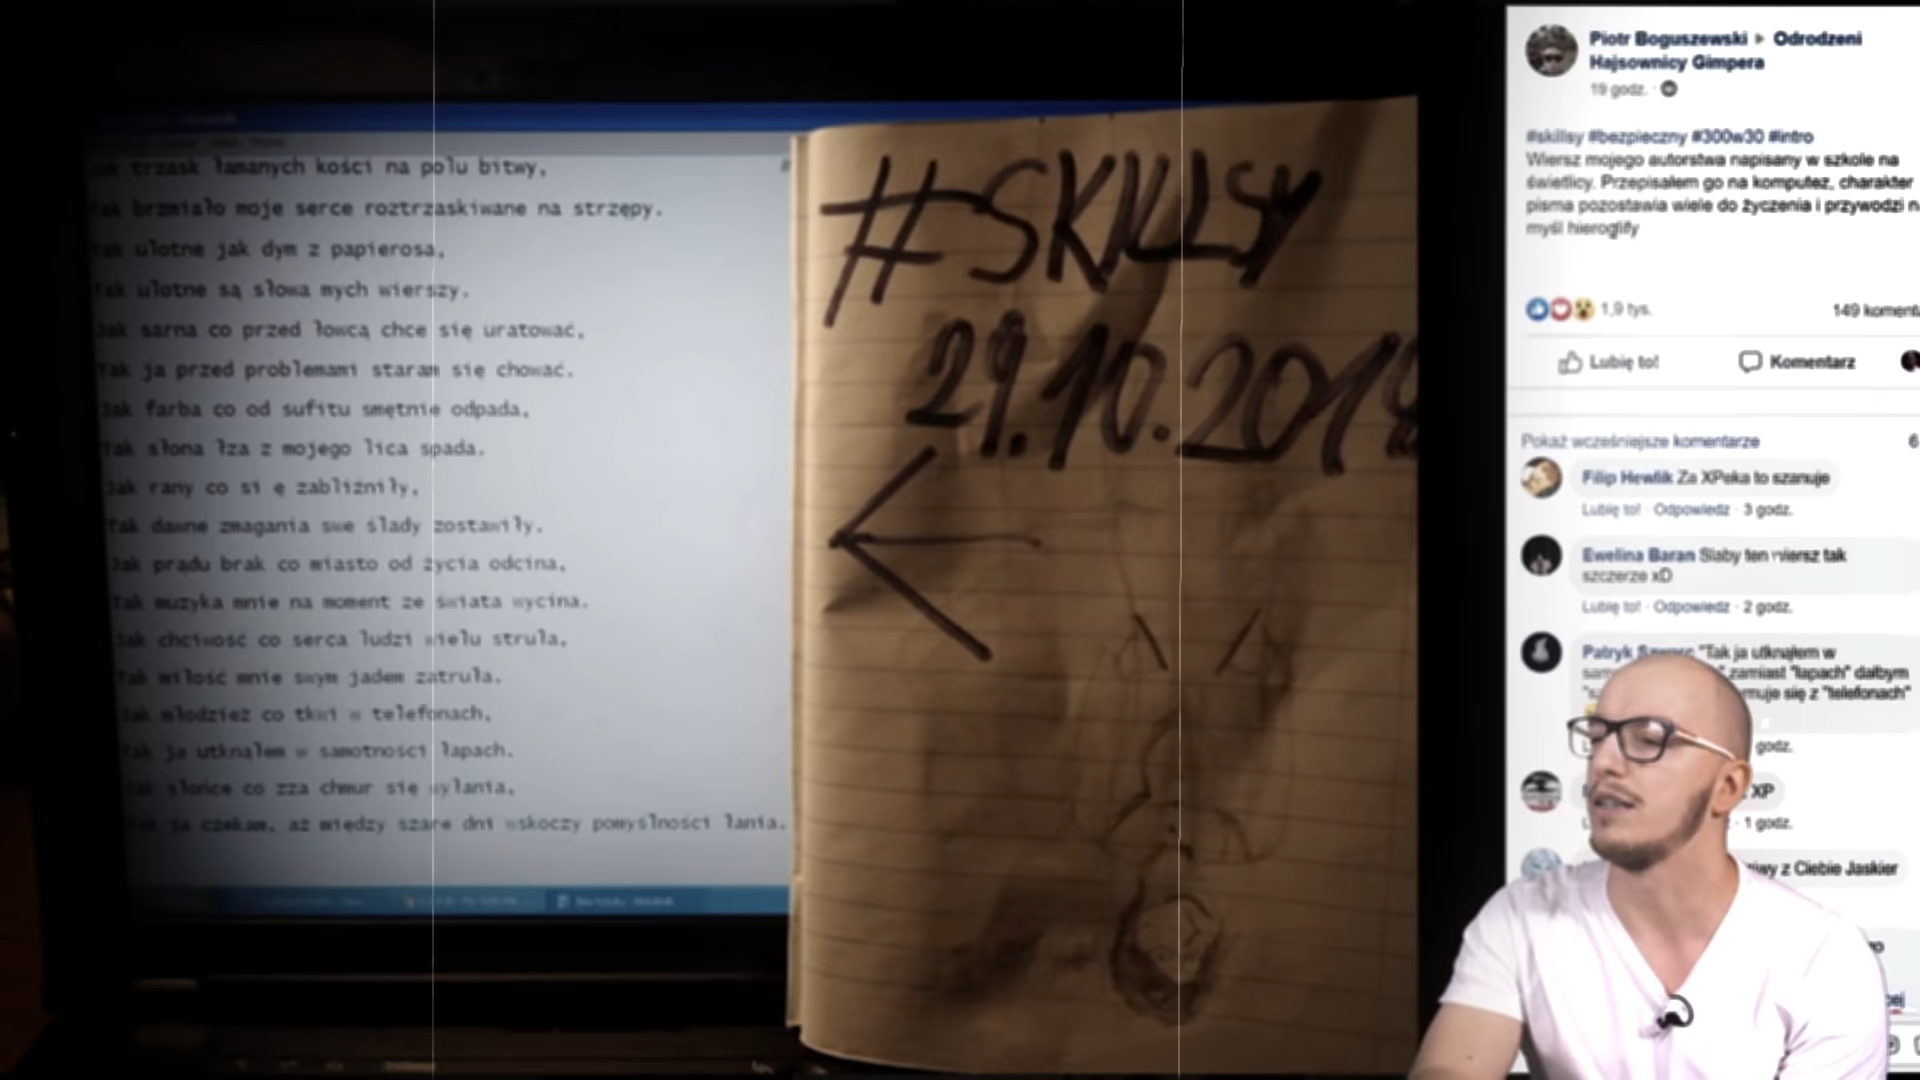 Jak trzask łamanych kości na polu bitwy,
Tak brzmiało moje serce roztrzaskiwane na strzępy.
Tak ulotne jak dym z papierosa,
Tak ulotne są słowa mych wierszy.
Jak sarna co przed łowcą chce się uratować,
Tak ja przed problemami staram się chować.
Jak farba co od sufitu smętnie odpada,
Tak słona łza z mojego lica spada.
Jak rany co si ę zabliźniły,
Tak dawne zmagania swe ślady zostawiły.
Jak prądu brak co miasto od życia odcina,
Tak muzyka mnie na moment ze świata wycina.
Jak chciwość co serca ludzi wielu struła,
Tak miłość mnie swym jadem zatruła.
Jak młodzież co tkwi w telefonach,
Tak ja utknąłem w samotności łapach.
Jak słońce co zza chmur się wyłania,
Tak ja czekam, aż między szare dni wskoczy pomyślności łania.
#SKILLSY
29.10.2018
Piotr Boguszewski ▸ Odrodzeni
Hajsownicy Gimpera
19 godz.
#skillsy #bezpieczny #300w30 #intro
Wiersz mojego autorstwa napisany w szkole na
świetlicy. Przepisałem go na komputez, charakter
pisma pozostawia wiele do życzenia i przywodzi n
myśl hieroglify
1,9 tys.
149 koment
Lubię to!
Komentarz
Pokaż wcześniejsze komentarze
6
Filip Hewlik Za XPeka to szanuje
Lubię to! · Odpowiedz · 3 godz.
Ewelina Baran Slaby ten wiersz tak
szczerze xD
Lubię to! · Odpowiedz · 2 godz.
Patryk "Tak ja utknąłem w
zamiast "łapach" dałbym
muje się z "telefonach"
godz.
XP
· 1 godz.
z Ciebie Jaskier